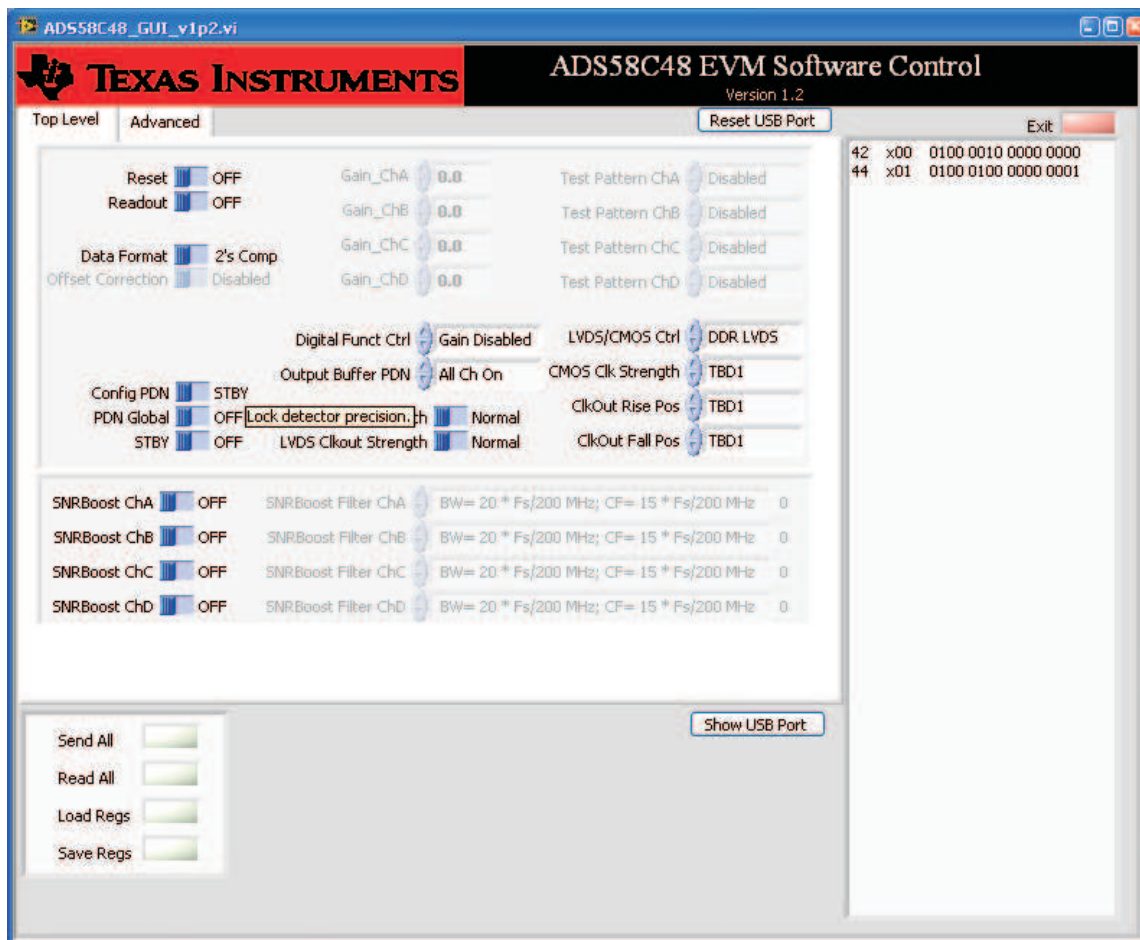 ADS58C48_GUI_v1p2.vi
TEXAS INSTRUMENTS
ADS58C48 EVM Software Control
Version 1.2
Top Level Advanced Reset USB Port Exit
42 x00 0100 0010 0000 0000
44 x01 0100 0100 0000 0001
Reset OFF Gain_ChA 0.0 Test Pattern ChA Disabled
Readout OFF Gain_ChB 0.0 Test Pattern ChB Disabled
Data Format 2's Comp Gain_ChC 0.0 Test Pattern ChC Disabled
Offset Correction Disabled Gain_ChD 0.0 Test Pattern ChD Disabled
Digital Funct Ctrl Gain Disabled LVDS/CMOS Ctrl DDR LVDS
Output Buffer PDN All Ch On CMOS Clk Strength TBD1
Config PDN STBY
PDN Global OFF Lock detector precision. th Normal ClkOut Rise Pos TBD1
STBY OFF LVDS Clkout Strength Normal ClkOut Fall Pos TBD1
SNRBoost ChA OFF SNRBoost Filter ChA BW= 20 * Fs/200 MHz; CF= 15 * Fs/200 MHz 0
SNRBoost ChB OFF SNRBoost Filter ChB BW= 20 * Fs/200 MHz; CF= 15 * Fs/200 MHz 0
SNRBoost ChC OFF SNRBoost Filter ChC BW= 20 * Fs/200 MHz; CF= 15 * Fs/200 MHz 0
SNRBoost ChD OFF SNRBoost Filter ChD BW= 20 * Fs/200 MHz; CF= 15 * Fs/200 MHz 0
Show USB Port
Send All
Read All
Load Regs
Save Regs